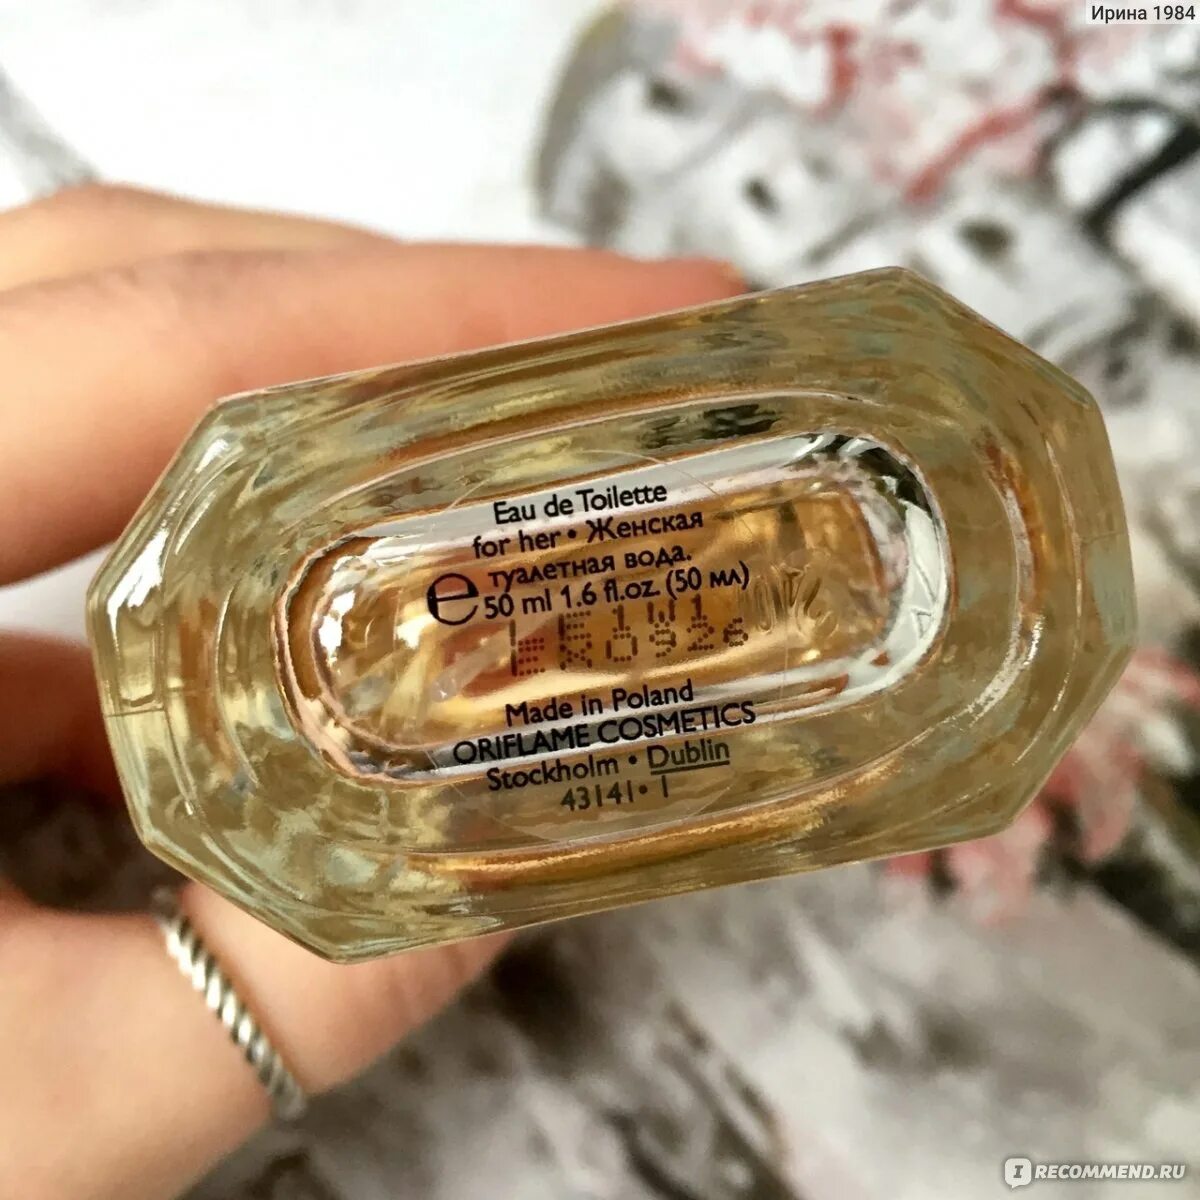 Ирина 1984
Eau de Toilette
for her • Женская
туалетная вода.
e 50 ml 1.6 fl.oz (50 мл)
Made in Poland
ORIFLAME COSMETICS
Stockholm • Dublin
43141• 1
IRECOMMEND.RU